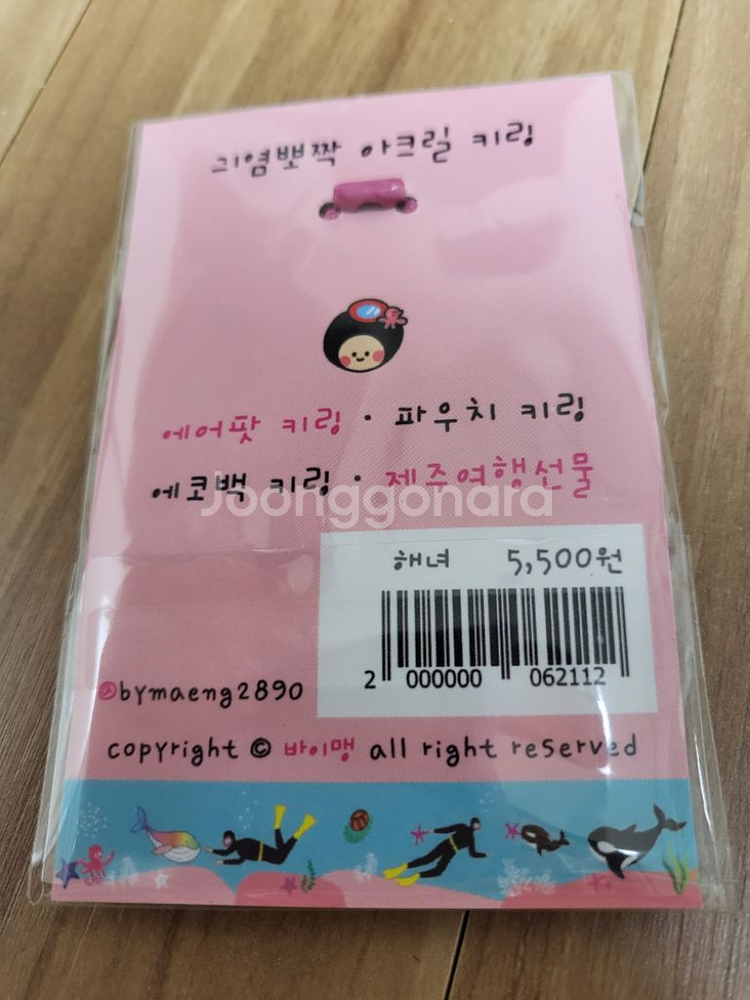 긔염뽀짝 아크릴 키링
에어팟 키링 · 파우치 키링
에코백 키링 · 제주여행선물
Joonggonara
해녀 5,500원
2 000000 062112
@bymaeng2890
copyright © 바이맹 all right reserved